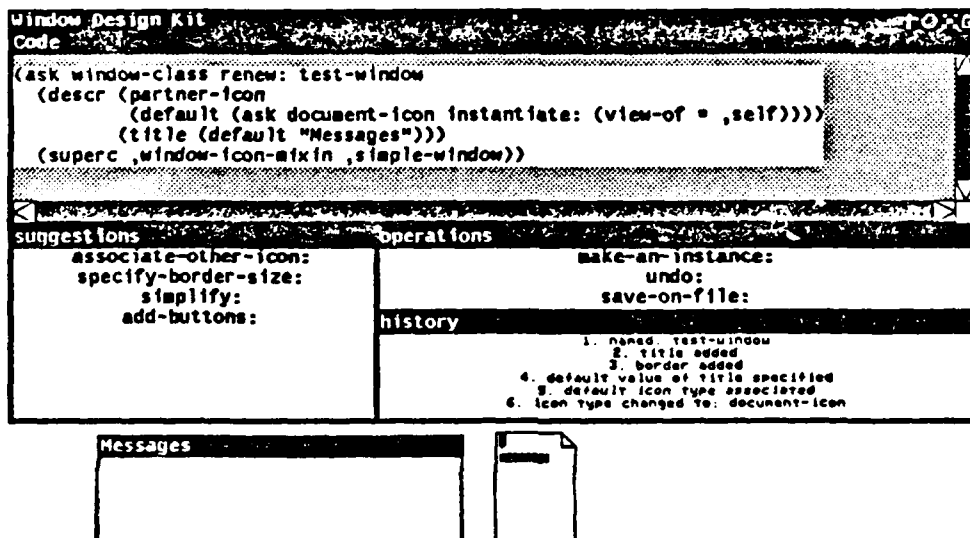 Window Design Kit
Code
(ask window-class renew: test-window
(descr (partner-icon
(default (ask document-icon instantiate: (view-of = ,self))))
(title (default "Messages")))
(superc ,window-icon-mixin ,simple-window))
suggestions
associate-other-icon:
specify-border-size:
simplify:
add-buttons:
operations
make-an-instance:
undo:
save-on-file:
history
1. named: test-window
2. title added
3. border added
4. default value of title specified
5. default icon type associated
6. icon type changed to: document-icon
Messages